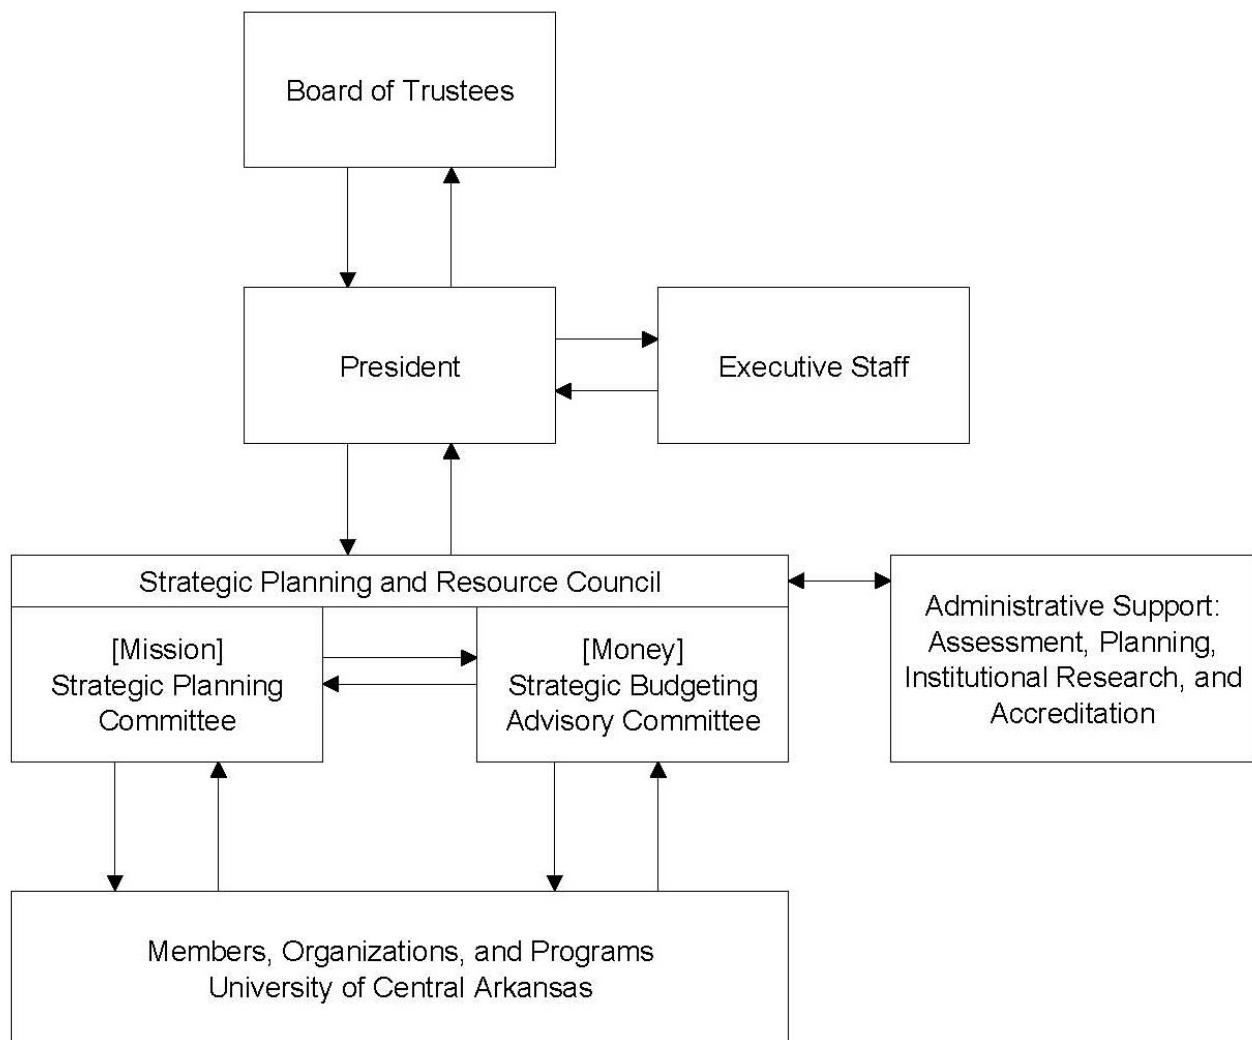 Board of Trustees
President
Executive Staff
Strategic Planning and Resource Council
[Mission]
Strategic Planning
Committee
[Money]
Strategic Budgeting
Advisory Committee
Administrative Support:
Assessment, Planning,
Institutional Research, and
Accreditation
Members, Organizations, and Programs
University of Central Arkansas